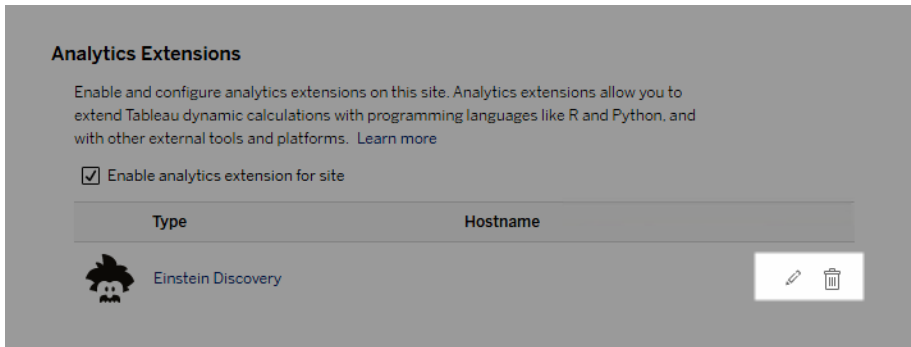 Analytics Extensions
Enable and configure analytics extensions on this site. Analytics extensions allow you to
extend Tableau dynamic calculations with programming languages like R and Python, and
with other external tools and platforms. Learn more
Enable analytics extension for site
Type Hostname
Einstein Discovery